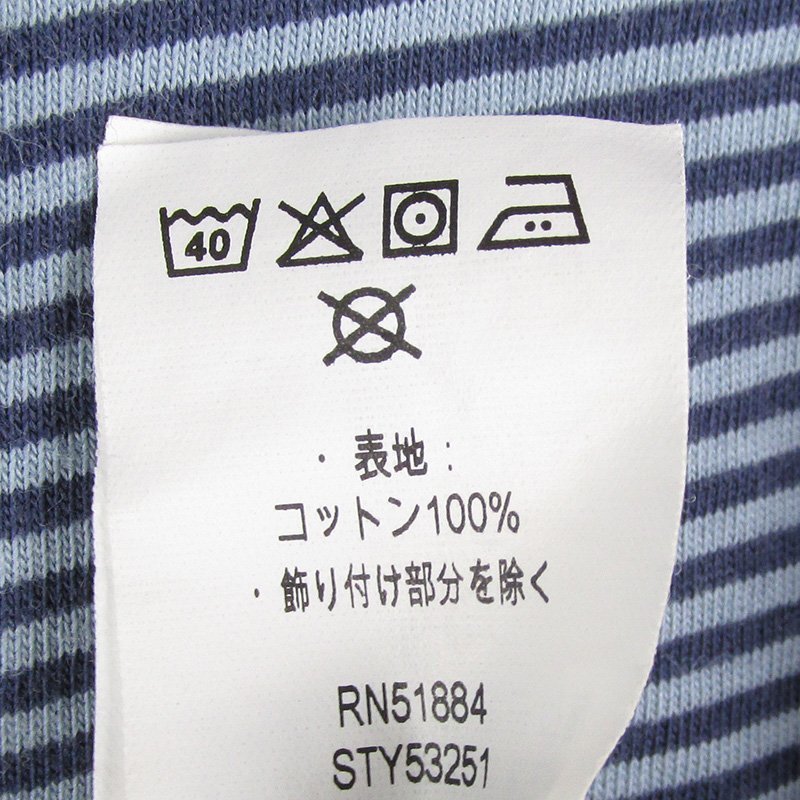 40
・表地：
コットン100%
・飾り付け部分を除く
RN51884
STY53251